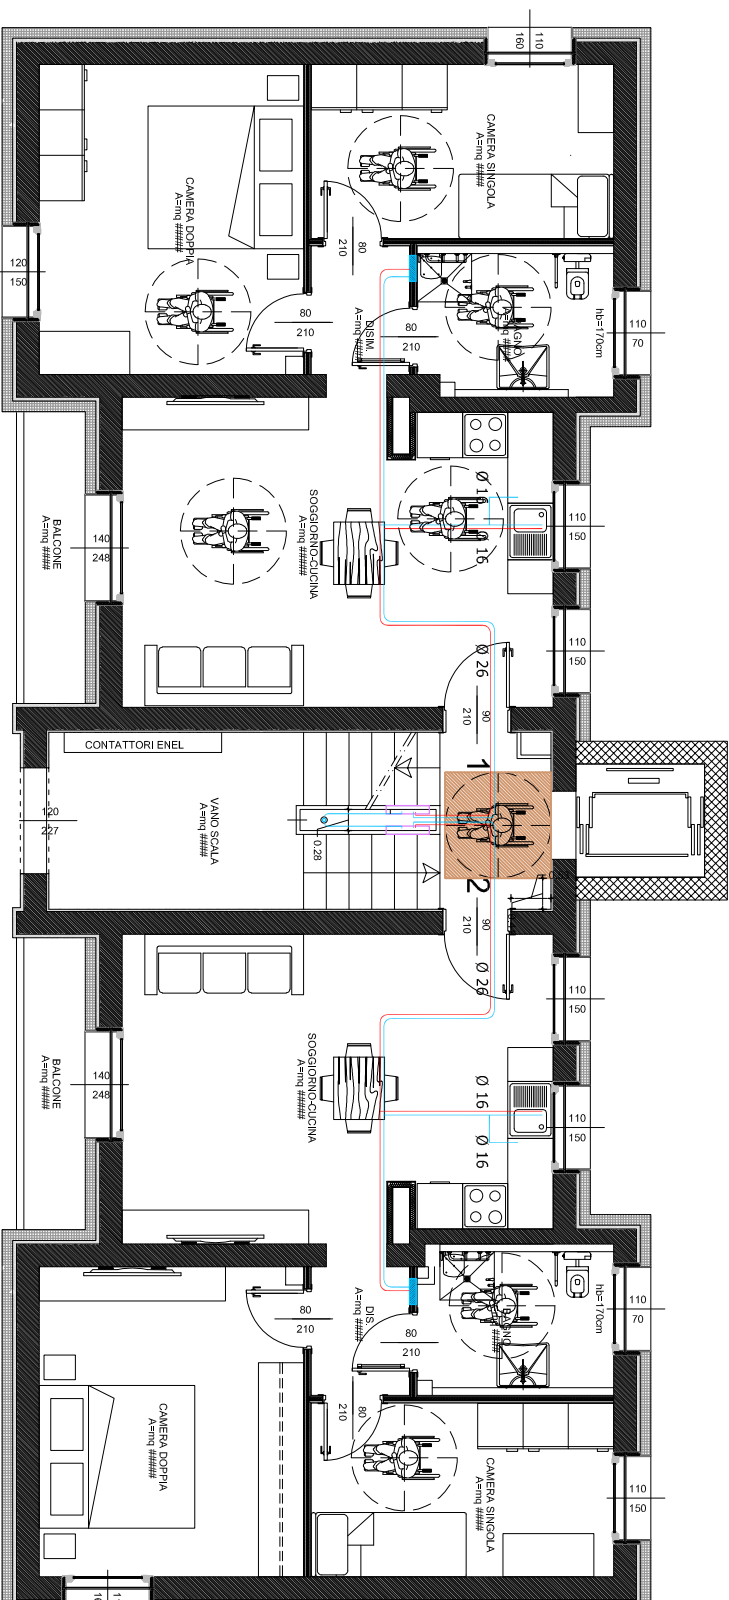 110
160
CAMERA SINGOLA
A=mq ####
CAMERA DOPPIA
A=mq #####
80
210
120
150
80
210
DISIM.
A=mq ###
80
210
BAGNO
hb=170cm
110
70
Ø 16
Ø 16
110
150
SOGGIORNO-CUCINA
A=mq #####
BALCONE
A=mq ####
140
248
110
150
Ø 26
90
210
CONTATTORI ENEL
1
120
227
VANO SCALA
A=mq #####
0.28
2
90
210
Ø 26
110
150
SOGGIORNO-CUCINA
A=mq #####
BALCONE
A=mq ####
140
248
Ø 16
Ø 16
110
150
80
210
DIS.
A=mq ###
80
210
BAGNO
hb=170cm
110
70
80
210
CAMERA DOPPIA
A=mq #####
CAMERA SINGOLA
A=mq ####
110
150